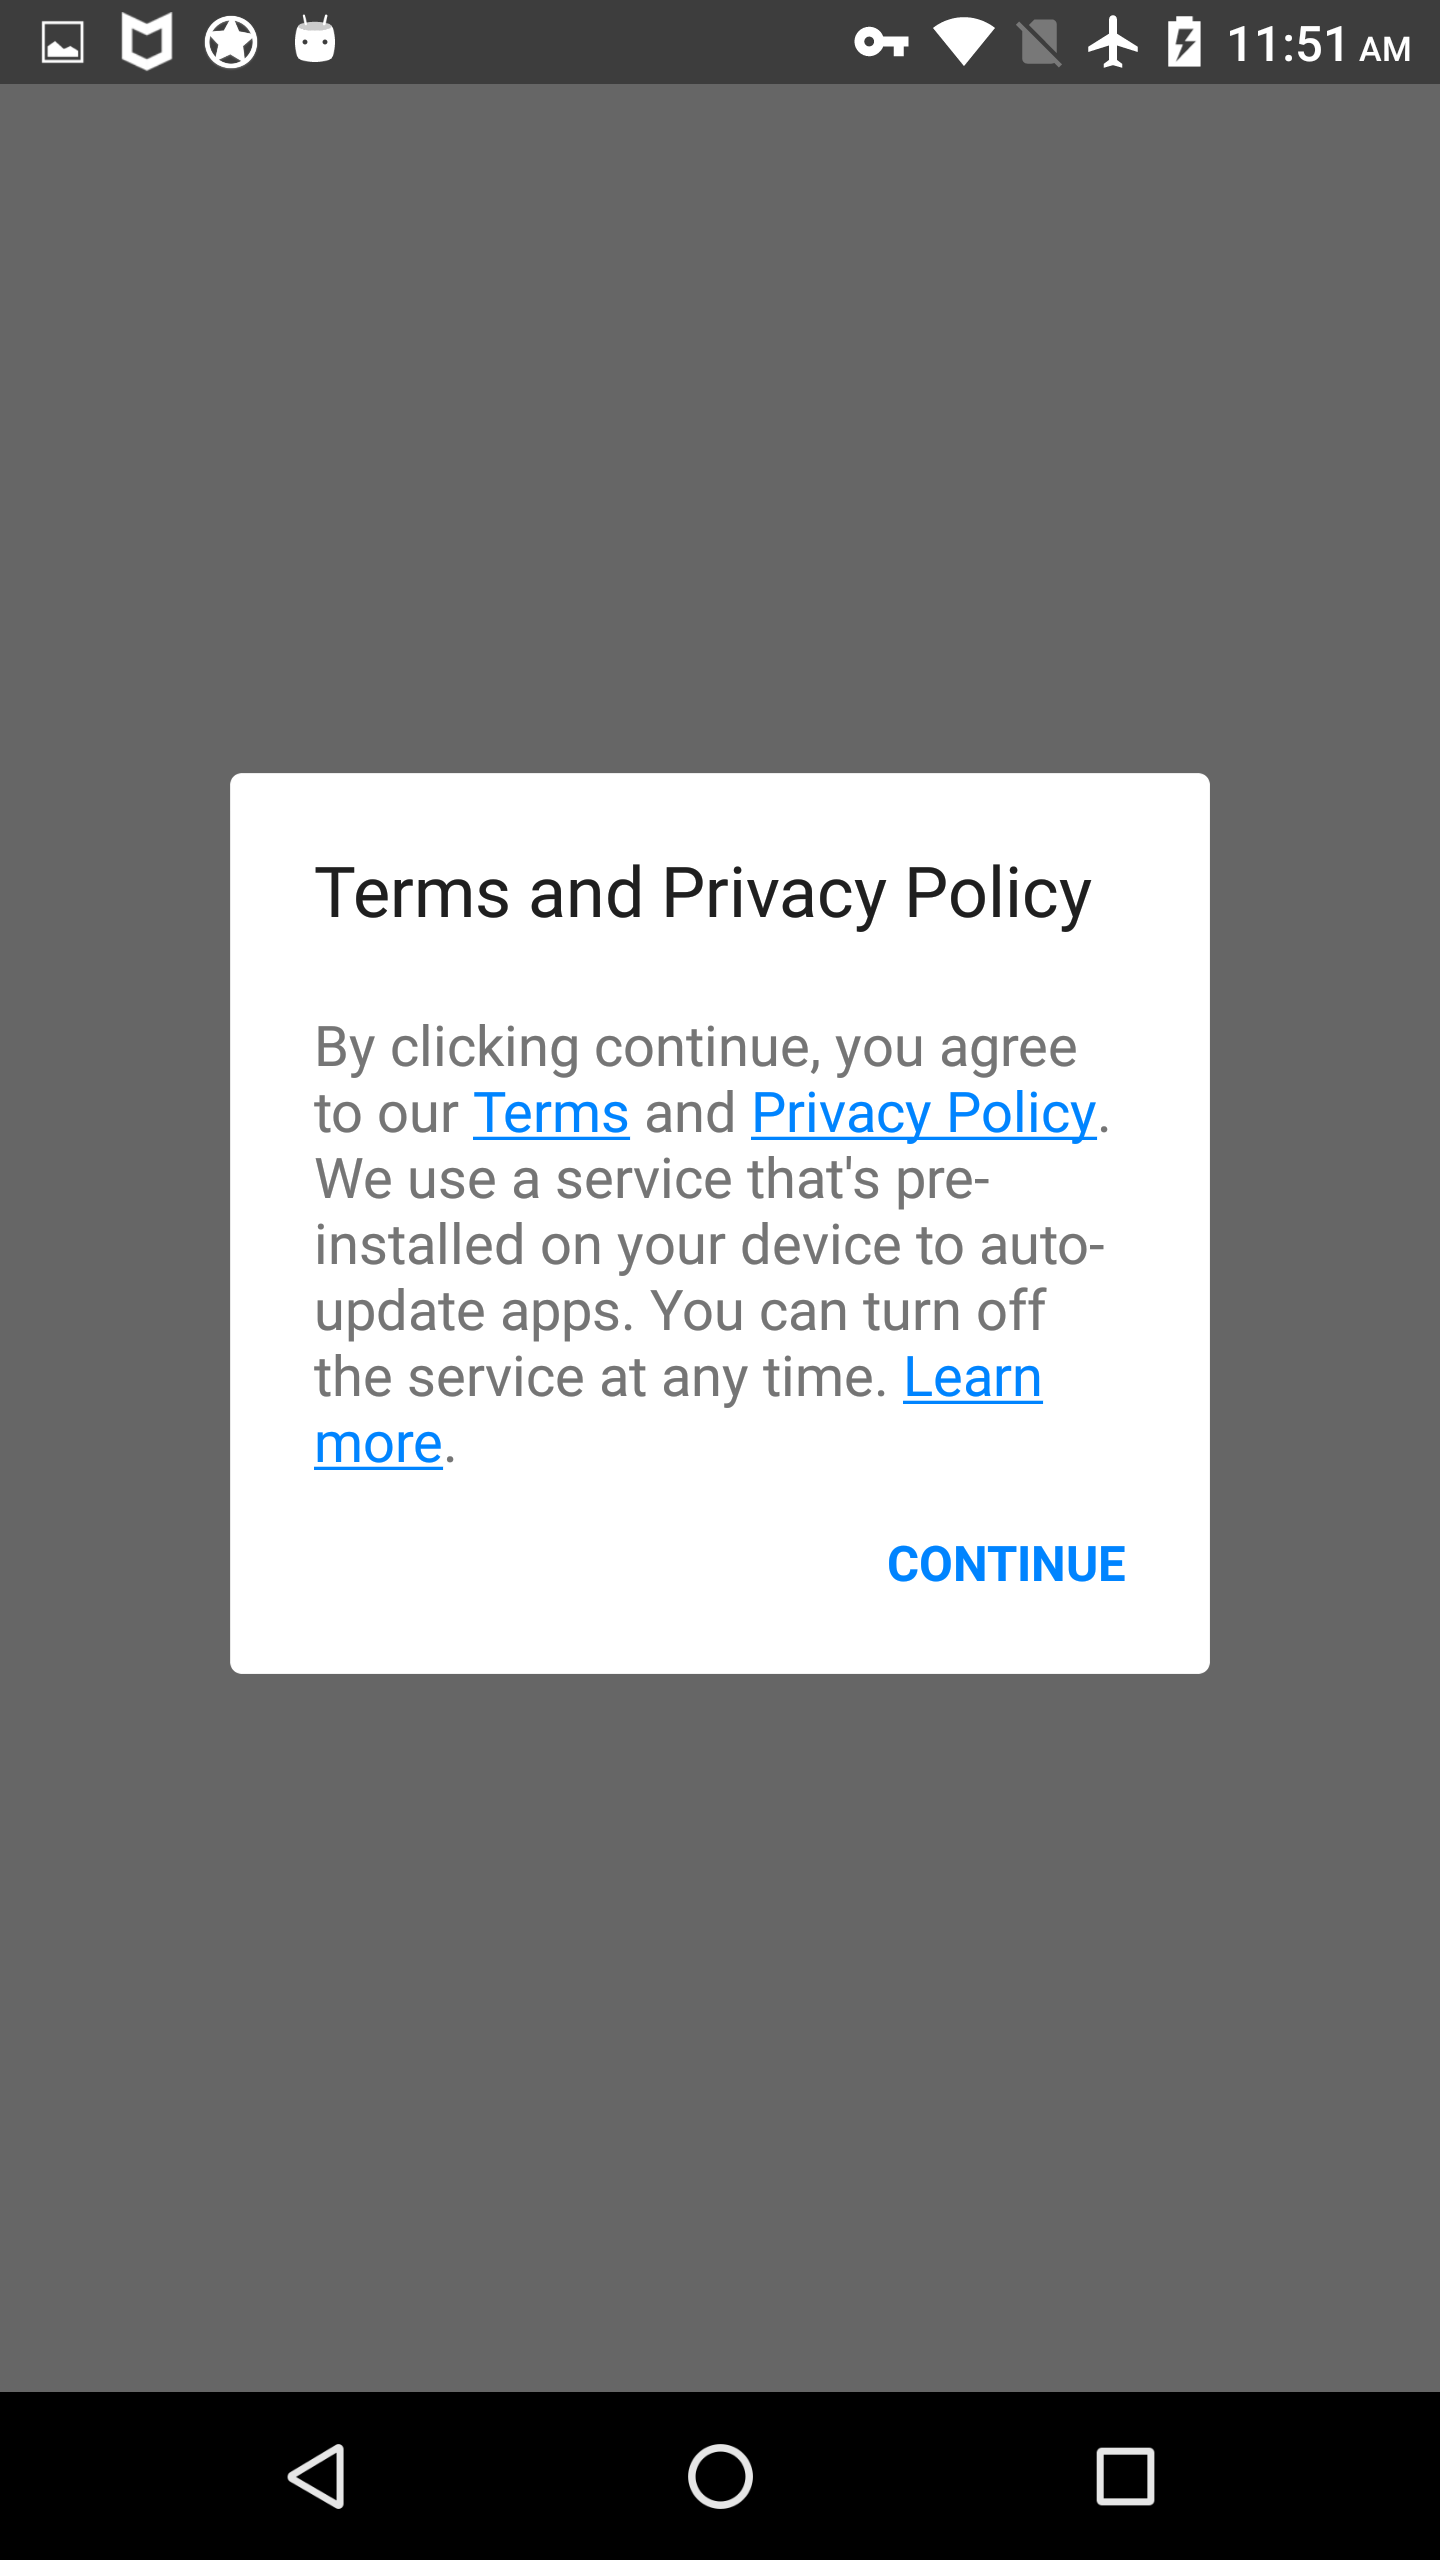 11:51 AM
Terms and Privacy Policy
By clicking continue, you agree
to our Terms and Privacy Policy.
We use a service that's pre-
installed on your device to auto-
update apps. You can turn off
the service at any time. Learn
more.
CONTINUE